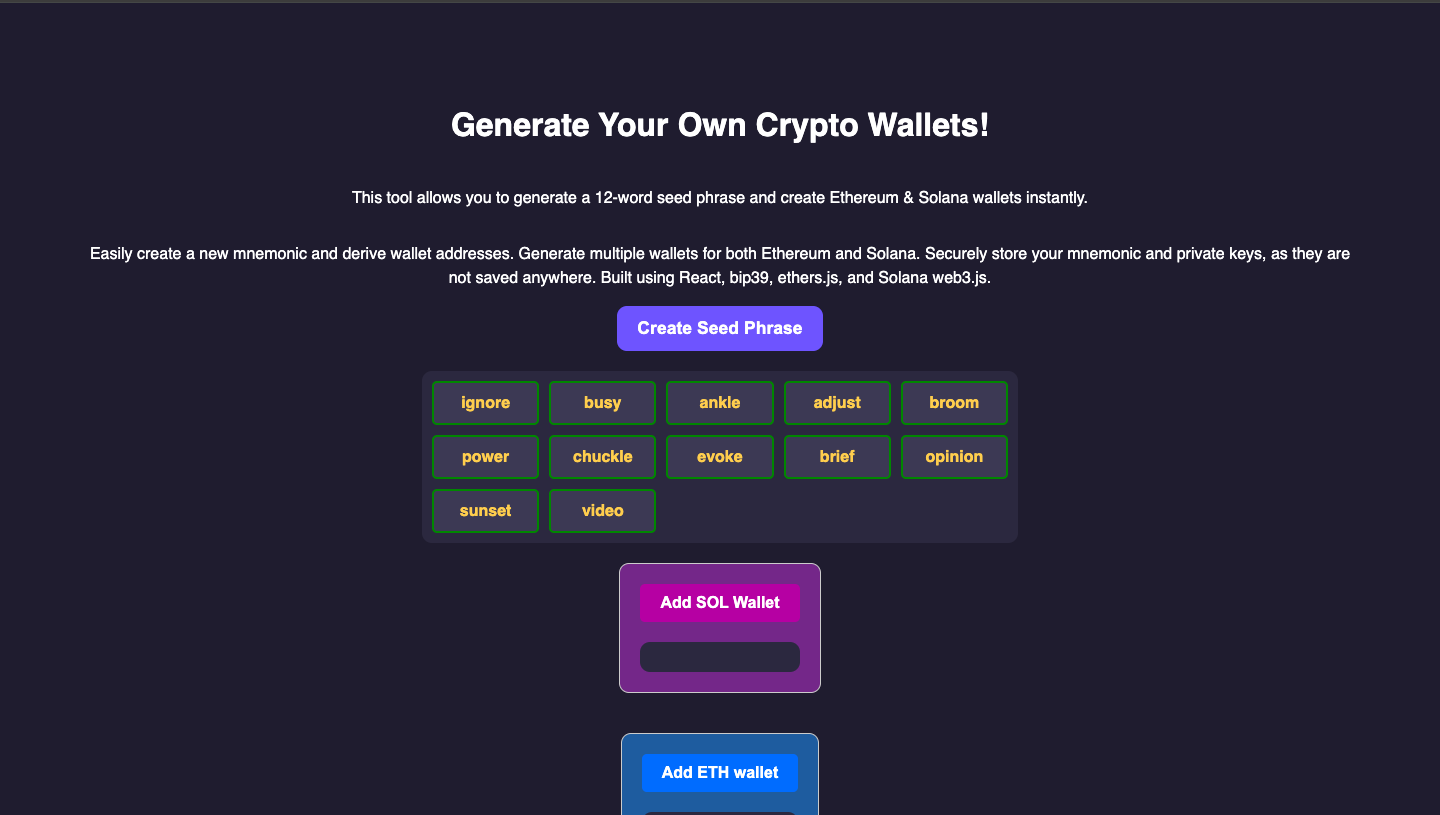 Generate Your Own Crypto Wallets!
This tool allows you to generate a 12-word seed phrase and create Ethereum & Solana wallets instantly.
Easily create a new mnemonic and derive wallet addresses. Generate multiple wallets for both Ethereum and Solana. Securely store your mnemonic and private keys, as they are
not saved anywhere. Built using React, bip39, ethers.js, and Solana web3.js.
Create Seed Phrase
ignore busy ankle adjust broom
power chuckle evoke brief opinion
sunset video
Add SOL Wallet
Add ETH wallet